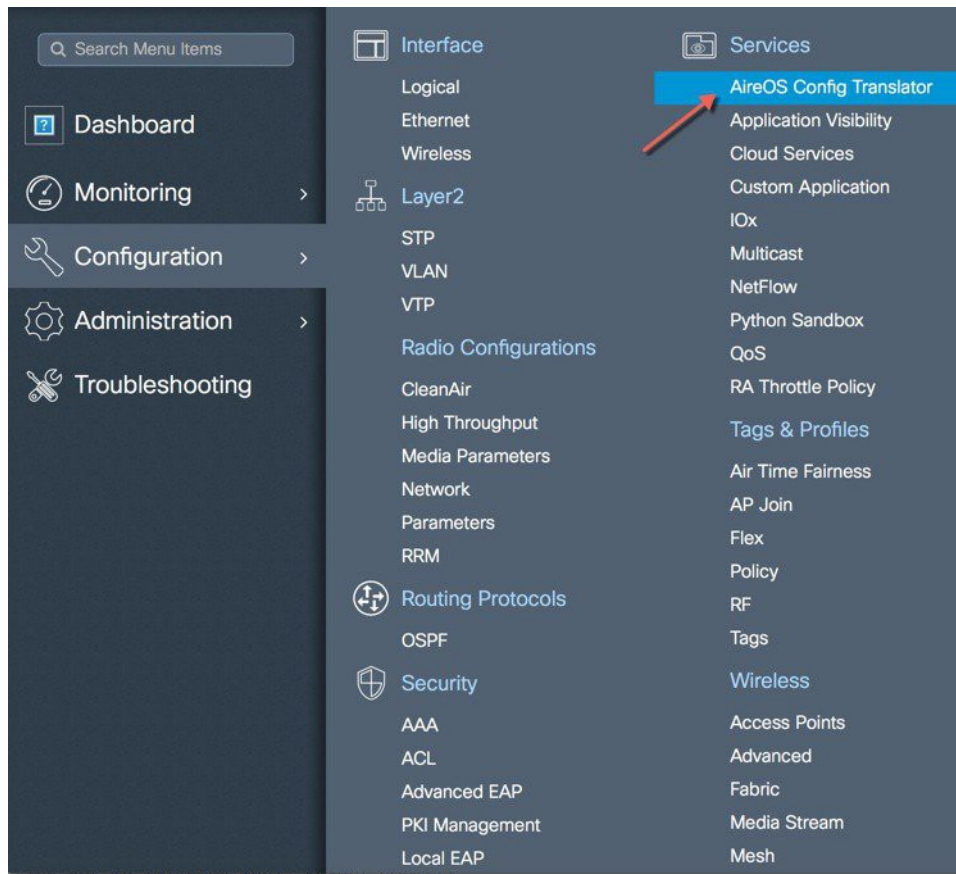 Search Menu Items
Dashboard
Monitoring
Configuration
Administration
Troubleshooting
Interface
Logical
Ethernet
Wireless
Layer2
STP
VLAN
VTP
Radio Configurations
CleanAir
High Throughput
Media Parameters
Network
Parameters
RRM
Routing Protocols
OSPF
Security
AAA
ACL
Advanced EAP
PKI Management
Local EAP
Services
AireOS Config Translator
Application Visibility
Cloud Services
Custom Application
IOx
Multicast
NetFlow
Python Sandbox
QoS
RA Throttle Policy
Tags & Profiles
Air Time Fairness
AP Join
Flex
Policy
RF
Tags
Wireless
Access Points
Advanced
Fabric
Media Stream
Mesh